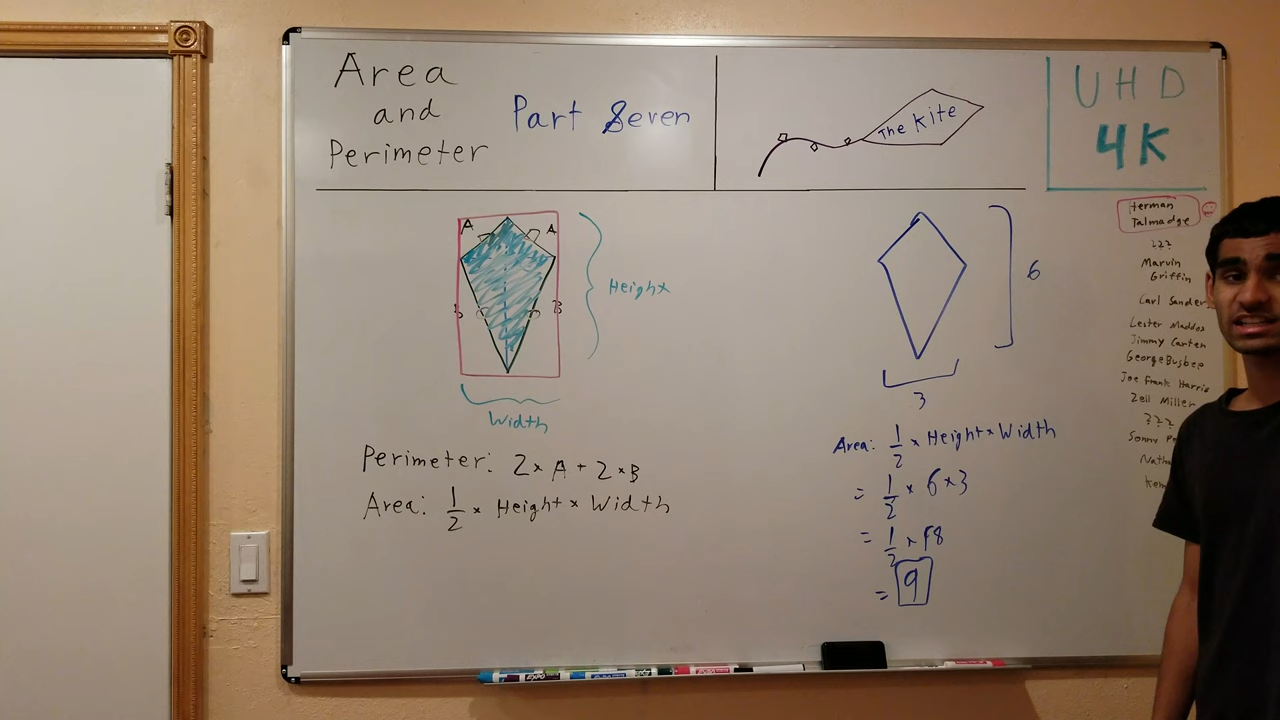 Area
and
Perimeter
Part Seven
The Kite
UHD
4K
A
A
B
B
Height
Width
Perimeter: 2 × A + 2 × B
Area: 1/2 × Height × Width
6
3
Area: 1/2 × Height × Width
= 1/2 × 6 × 3
= 1/2 × 18
= 9
Herman
Talmadge
???
Marvin
Griffin
Carl Sanders
Lester Maddox
Jimmy Carter
George Busbee
Joe Frank Harris
Zell Miller
???
Sonny
EXPO